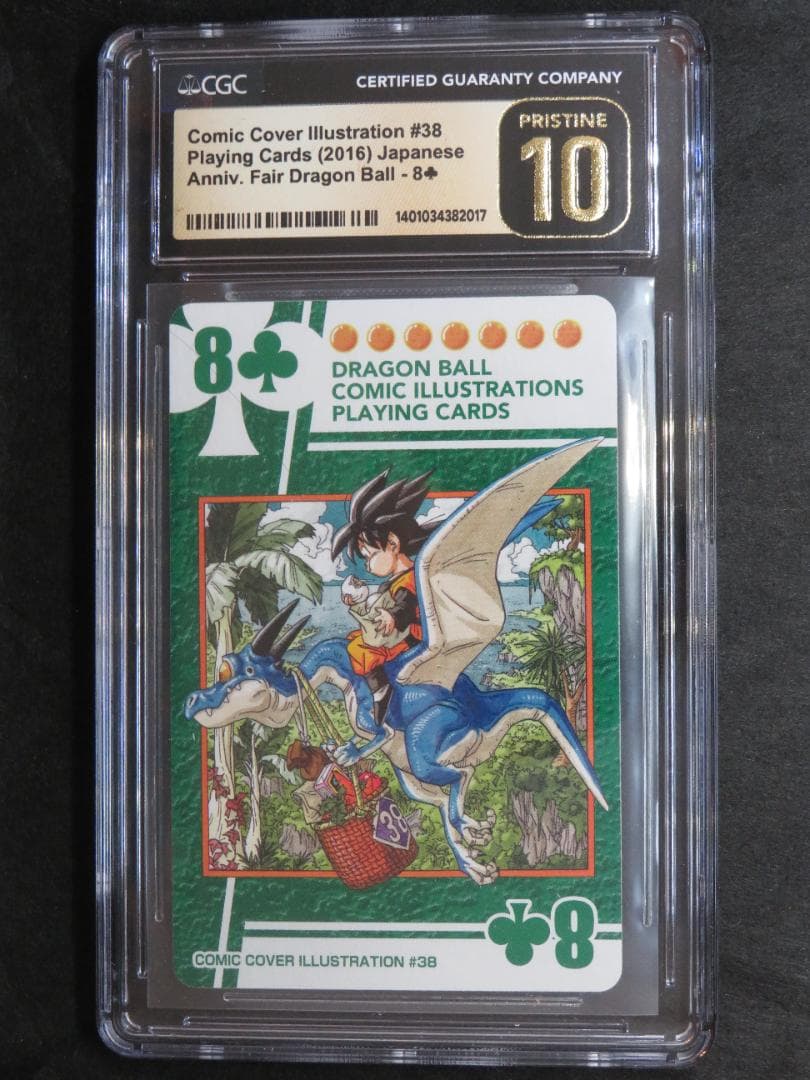 CGC
CERTIFIED GUARANTY COMPANY
Comic Cover Illustration #38
Playing Cards (2016) Japanese
Anniv. Fair Dragon Ball - 8♣
1401034382017
PRISTINE
10
8♣
DRAGON BALL
COMIC ILLUSTRATIONS
PLAYING CARDS
38
♣8
COMIC COVER ILLUSTRATION #38